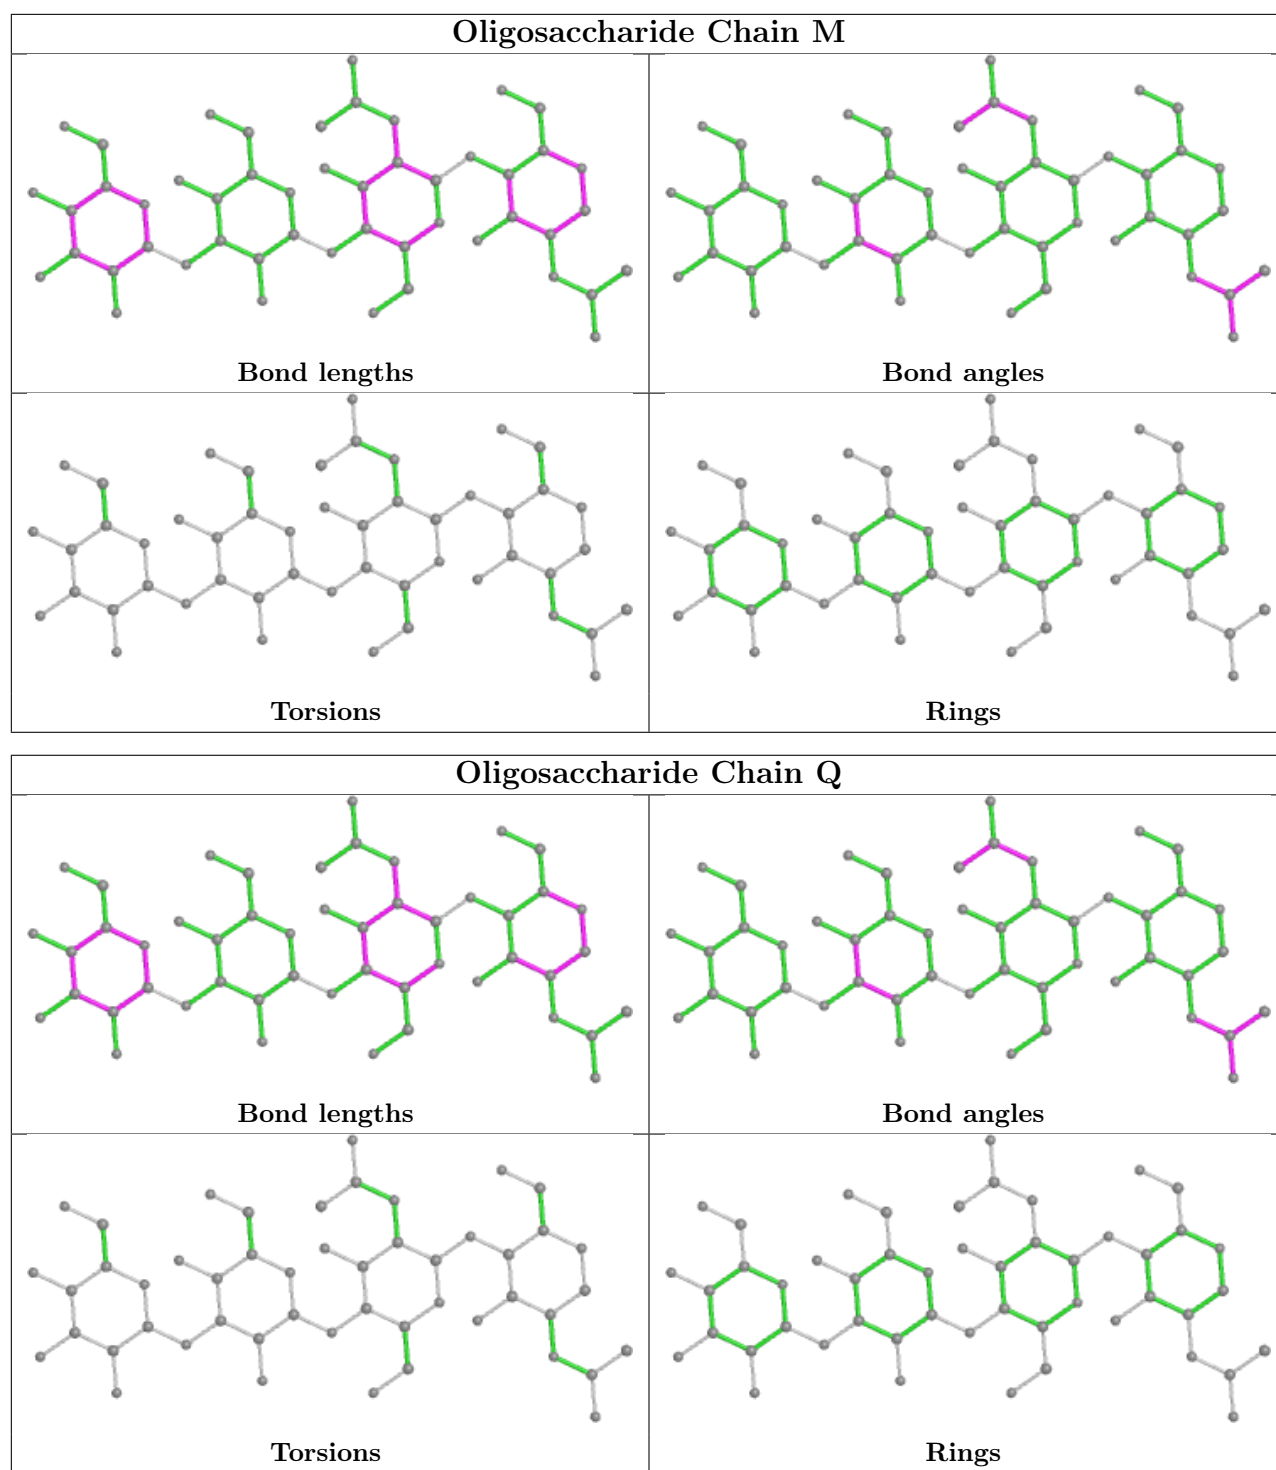 Oligosaccharide Chain M
Bond lengths
Bond angles
Torsions
Rings
Oligosaccharide Chain Q
Bond lengths
Bond angles
Torsions
Rings